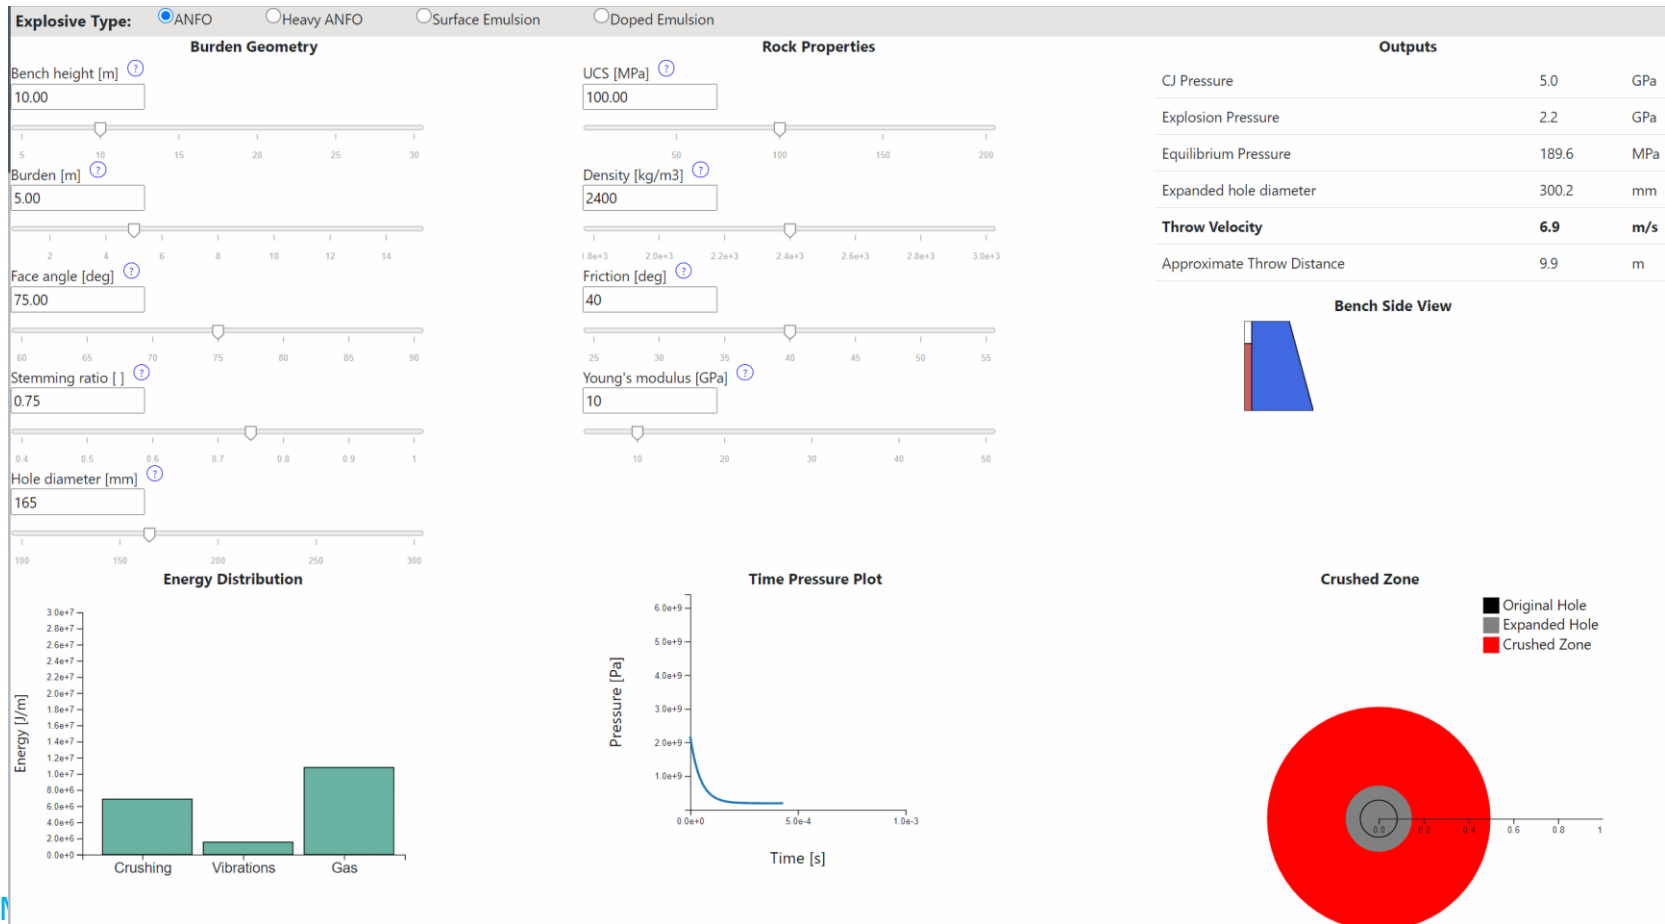 Explosive Type: ANFO Heavy ANFO Surface Emulsion Doped Emulsion
Burden Geometry
Bench height [m] ?
10.00
5 10 15 20 25 30
Burden [m] ?
5.00
2 4 6 8 10 12 14
Face angle [deg] ?
75.00
60 65 70 75 80 85 90
Stemming ratio [ ] ?
0.75
0.4 0.5 0.6 0.7 0.8 0.9 1
Hole diameter [mm] ?
165
100 150 200 250 300
Rock Properties
UCS [MPa] ?
100.00
50 100 150 200
Density [kg/m3] ?
2400
1.8e+3 2.0e+3 2.2e+3 2.4e+3 2.6e+3 2.8e+3 3.0e+3
Friction [deg] ?
40
25 30 35 40 45 50 55
Young's modulus [GPa] ?
10
10 20 30 40 50
Outputs
CJ Pressure 5.0 GPa
Explosion Pressure 2.2 GPa
Equilibrium Pressure 189.6 MPa
Expanded hole diameter 300.2 mm
Throw Velocity 6.9 m/s
Approximate Throw Distance 9.9 m
Bench Side View
Energy Distribution
3.0e+7
2.8e+7
2.6e+7
2.4e+7
2.2e+7
2.0e+7
1.8e+7
1.6e+7
1.4e+7
1.2e+7
1.0e+7
8.0e+6
6.0e+6
4.0e+6
2.0e+6
0.0e+0
Energy [J/m]
Crushing Vibrations Gas
Time Pressure Plot
6.0e+9
5.0e+9
4.0e+9
3.0e+9
2.0e+9
1.0e+9
Pressure [Pa]
0.0e+0 5.0e-4 1.0e-3
Time [s]
Crushed Zone
Original Hole
Expanded Hole
Crushed Zone
0.0 0.2 0.4 0.6 0.8 1